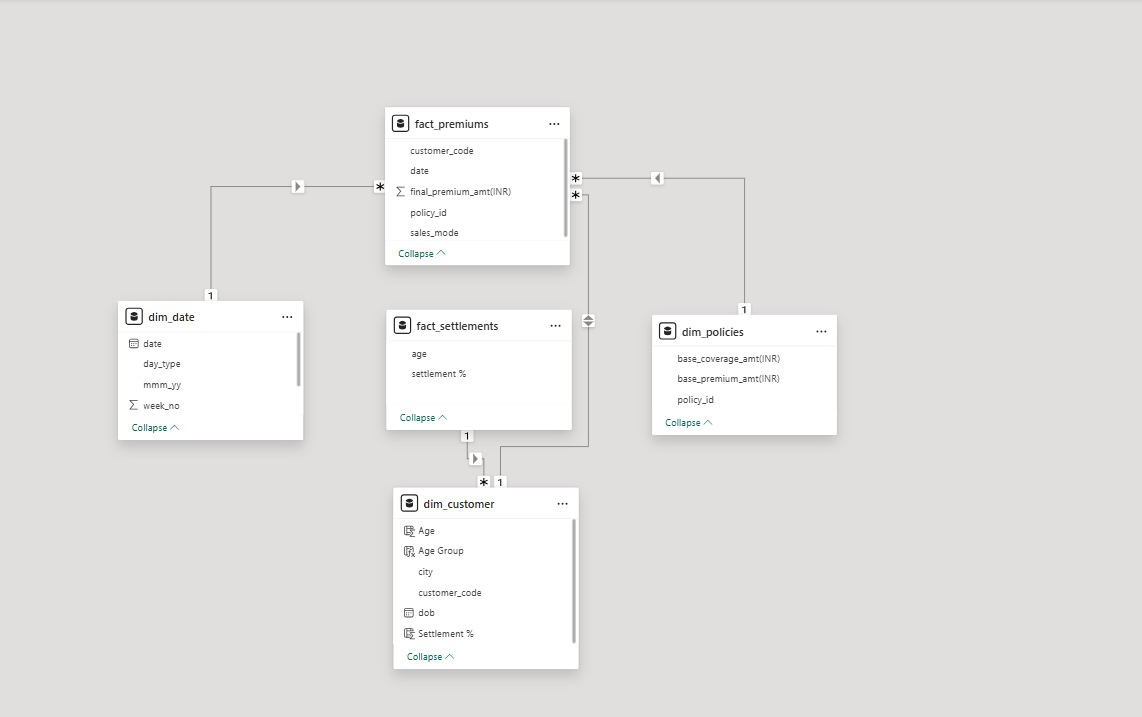 fact_premiums
customer_code
date
final_premium_amt(INR)
policy_id
sales_mode
Collapse
*
*
*
1
1
dim_date
date
day_type
mmm_yy
week_no
Collapse
fact_settlements
age
settlement %
Collapse
dim_policies
base_coverage_amt(INR)
base_premium_amt(INR)
policy_id
Collapse
1
* 1
dim_customer
Age
Age Group
city
customer_code
dob
Settlement %
Collapse